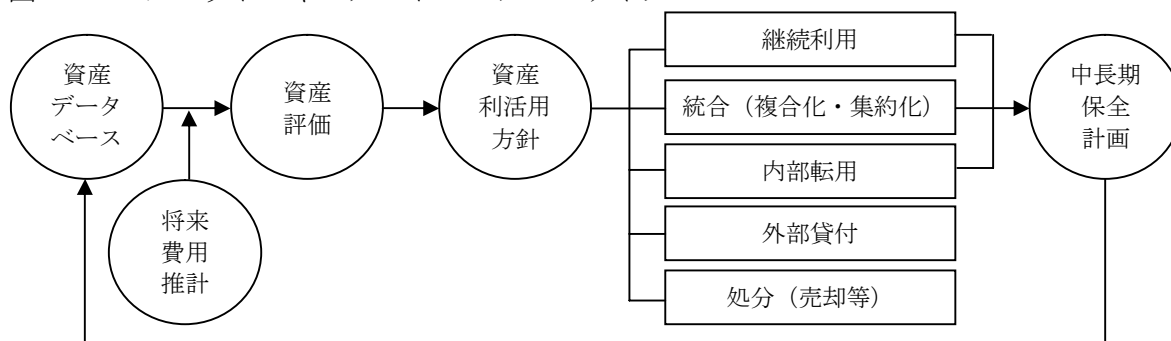 資産
データ
ベース
将来
費用
推計
資産
評価
資産
利活用
方針
継続利用
統合（複合化・集約化）
内部転用
外部貸付
処分（売却等）
中長期
保全
計画